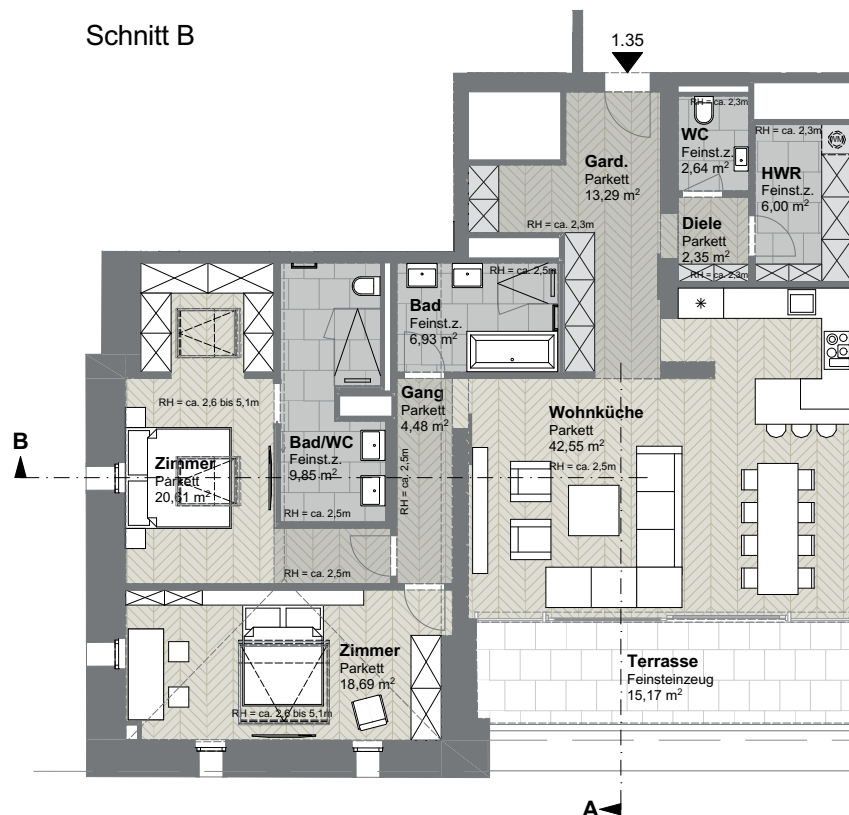 Schnitt B
1.35
RH = ca. 2,3m
WC
Feinst.z.
2,64 m²
RH = ca. 2,3m
WM
HWR
Feinst.z.
6,00 m²
Gard.
Parkett
13,29 m²
RH = ca. 2,3m
Diele
Parkett
2,35 m²
RH = ca. 2,3m
RH = ca. 2,5m
Bad
Feinst.z.
6,93 m²
RH = ca. 2,6 bis 5,1m
Gang
Parkett
4,48 m²
RH = ca. 2,5m
Wohnküche
Parkett
42,55 m²
RH = ca. 2,5m
B
Zimmer
Parkett
20,61 m²
Bad/WC
Feinst.z.
9,85 m²
RH = ca. 2,5m
RH = ca. 2,5m
Zimmer
Parkett
18,69 m²
RH = ca. 2,6 bis 5,1m
Terrasse
Feinsteinzeug
15,17 m²
A